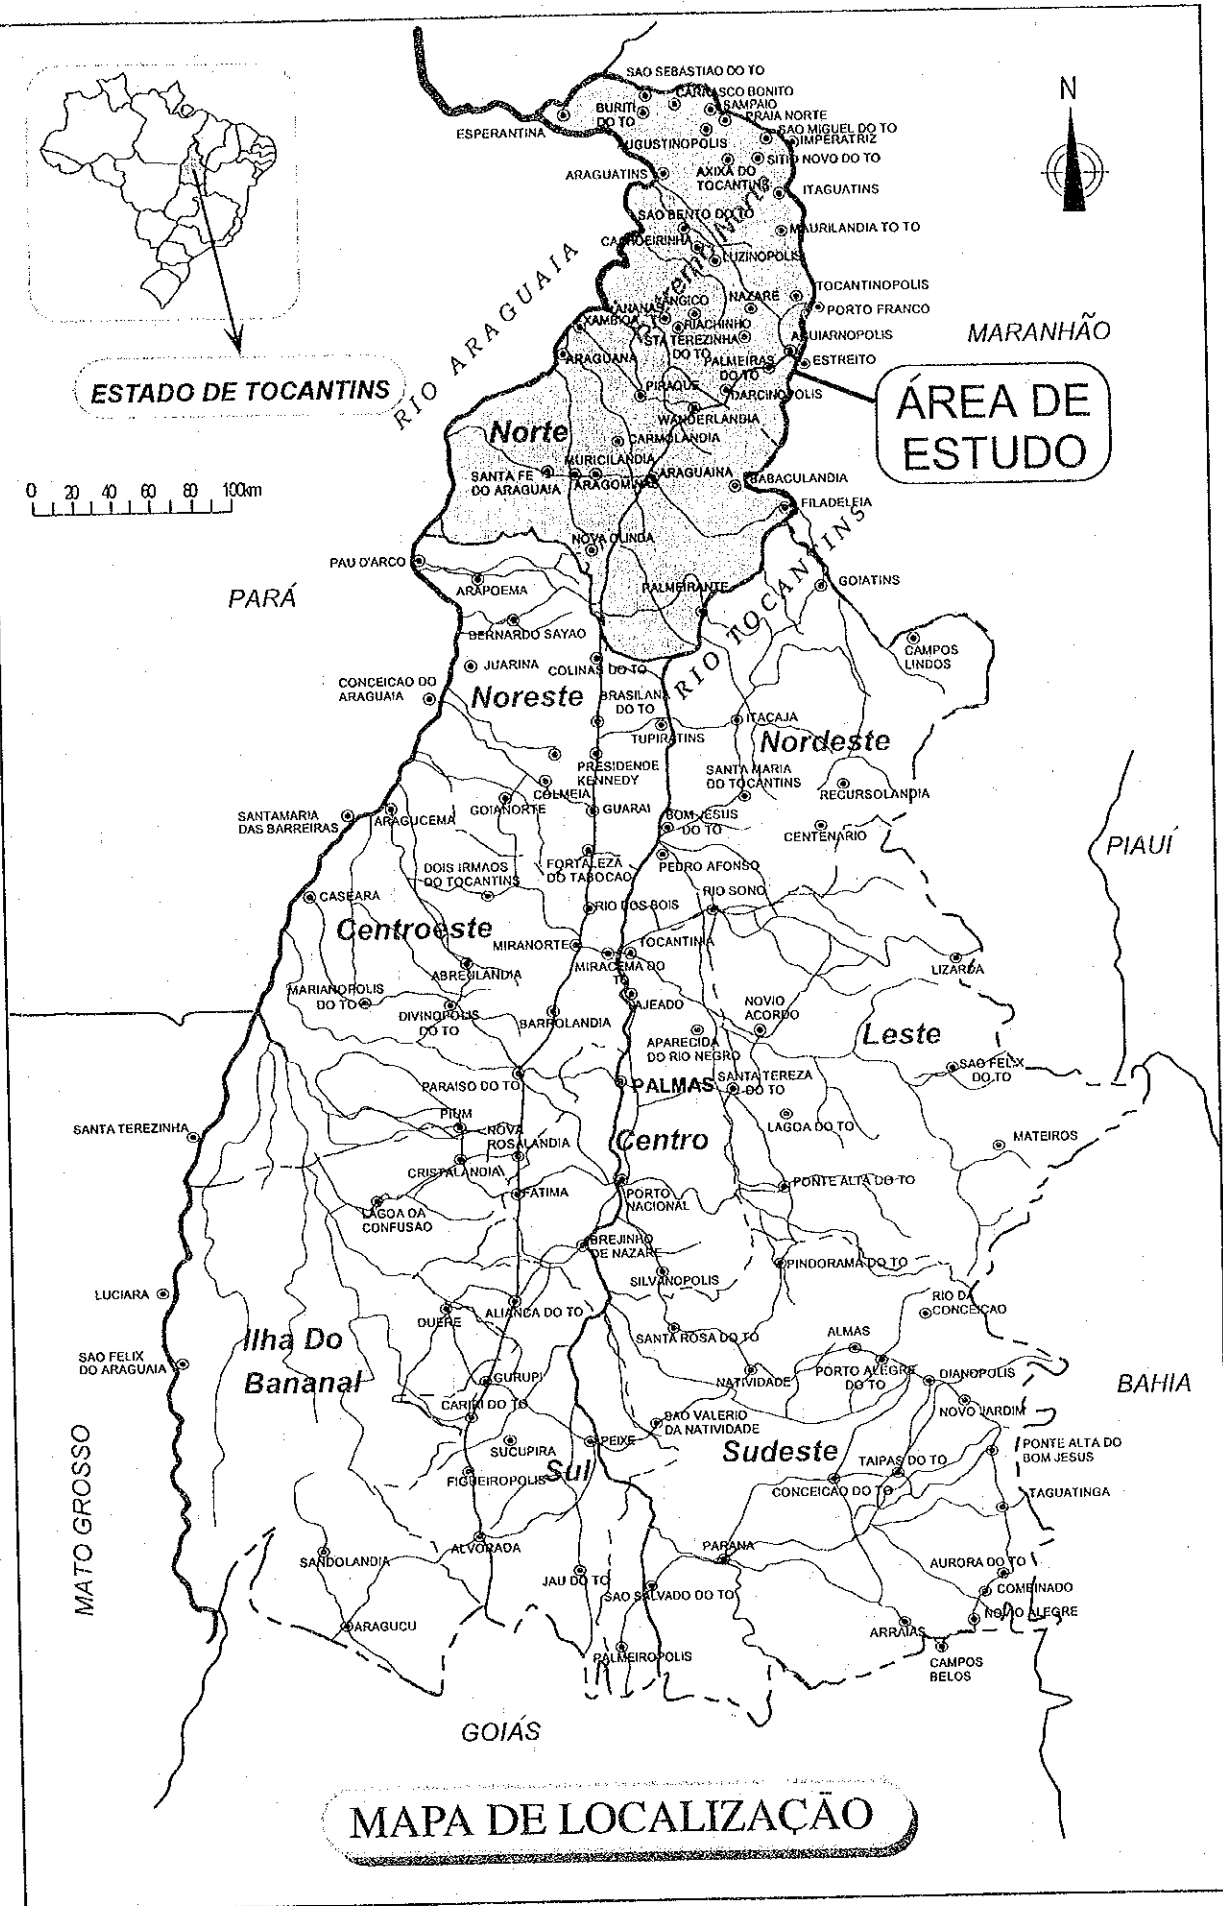 SAO SEBASTIAO DO TO
CARRASCO BONITO
BURITI
DO TO
SAMPAIO
PRAIA NORTE
ESPERANTINA
SAO MIGUEL DO TO
IMPERATRIZ
AUGUSTINOPOLIS
SITIO NOVO DO TO
ARAGUATINS
AXIXA DO
TOCANTINS
ITAGUATINS
N
SAO BENTO DO TO
MAURILANDIA TO TO
CACHOEIRINHA
LUZINOPOLIS
Extremo Norte
RIO ARAGUAIA
TOCANTINOPOLIS
NAZARE
ANGICO
ANANAS
PORTO FRANCO
XAMBIOA
RIACHINHO
STA TEREZINHA
DO TO
AGUIARNOPOLIS
MARANHÃO
ARAGUANA
PALMEIRAS
DO TO
ESTREITO
ESTADO DE TOCANTINS
PIRAQUE
DARCINOPOLIS
ÁREA DE
ESTUDO
WANDERLANDIA
Norte
CARMOLANDIA
MURICILANDIA
SANTA FE
DO ARAGUAIA
ARAGOMINAS
ARAGUAINA
BABACULANDIA
0 20 40 60 80 100km
FILADELEIA
NOVA OLINDA
PAU D'ARCO
RIO TOCANTINS
PARÁ
ARAPOEMA
PALMEIRANTE
GOIATINS
BERNARDO SAYAO
CAMPOS
LINDOS
JUARINA
COLINAS DO TO
CONCEICAO DO
ARAGUAIA
Noreste
BRASILANA
DO TO
ITACAJA
TUPIRATINS
Nordeste
PRESIDENOE
KENNEDY
SANTA MARIA
DO TOCANTINS
COLMEIA
RECURSOLANDIA
SANTAMARIA
DAS BARREIRAS
ARAGUCEMA
GOIANORTE
GUARAI
BOM JESUS
DO TO
CENTENARIO
PIAUÍ
DOIS IRMAOS
DO TOCANTINS
FORTALEZA
DO TABOCAO
PEDRO AFONSO
CASEARA
RIO DOS BOIS
RIO SONO
Centroeste
MIRANORTE
TOCANTINIA
ABREULANDIA
MIRACEMA DO
TO
LIZARDA
MARIANOPOLIS
DO TO
DIVINOPOLIS
DO TO
BARROLANDIA
LAJEADO
NOVIO
ACORDO
APARECIDA
DO RIO NEGRO
Leste
SAO FELIX
DO TO
PARAISO DO TO
PALMAS
SANTA TEREZA
DO TO
PIUM
LAGOA DO TO
SANTA TEREZINHA
NOVA
ROSALANDIA
Centro
MATEIROS
CRISTALANDIA
FATIMA
PORTO
NACIONAL
PONTE ALTA DO TO
LAGOA DA
CONFUSAO
BREJINHO
DE NAZARE
PINDORAMA DO TO
SILVANOPOLIS
LUCIARA
DUERE
ALIANCA DO TO
RIO DA
CONCEICAO
Ilha Do
Bananal
SANTA ROSA DO TO
ALMAS
SAO FELIX
DO ARAGUAIA
GURUPI
NATIVIDADE
PORTO ALEGRE
DO TO
DIANOPOLIS
BAHIA
CARIRI DO TO
NOVO JARDIM
SAO VALERIO
DA NATIVIDADE
SUCUPIRA
PEIXE
Sudeste
PONTE ALTA DO
BOM JESUS
MATO GROSSO
FIGUEIROPOLIS
Sul
TAIPAS DO TO
CONCEICAO DO TO
TAGUATINGA
ALVORADA
PARANA
SANDOLANDIA
JAU DO TO
SAO SALVADO DO TO
AURORA DO TO
COMBINADO
ARAGUCU
ARRAIAS
NOVO ALEGRE
PALMEIROPOLIS
CAMPOS
BELOS
GOIÁS
MAPA DE LOCALIZAÇÃO